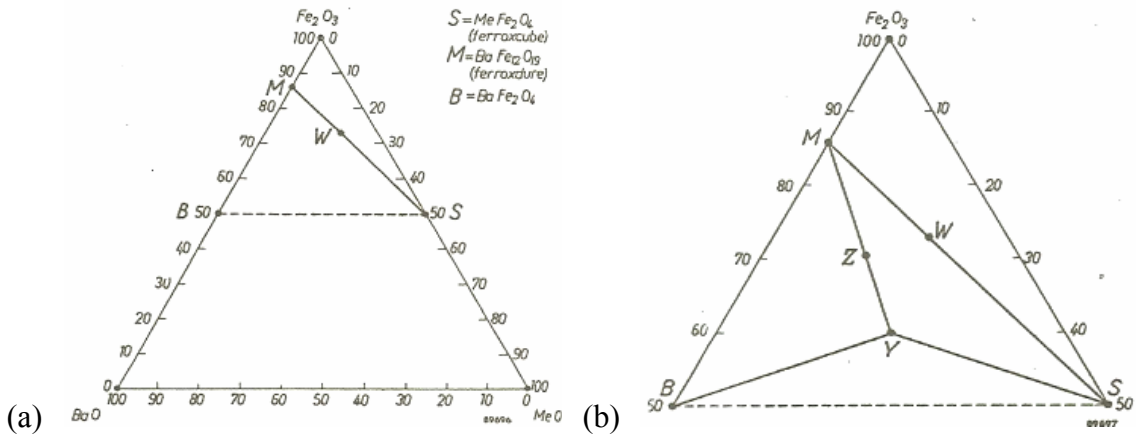 Fe2O3
100 0
90 10
M
80 20
W
70 30
60 40
B 50 50 S
40 60
30 70
20 80
10 90
0 100
100 90 80 70 60 50 40 30 20 10 0
BaO 89696 MeO
S = MeFe2O4
(ferroxcube)
M = BaFe12O19
(ferroxdure)
B = BaFe2O4
(a)
Fe2O3
100 0
90 10
M
80 20
W
Z
70 30
60 40
Y
B S
50 50
89697
(b)